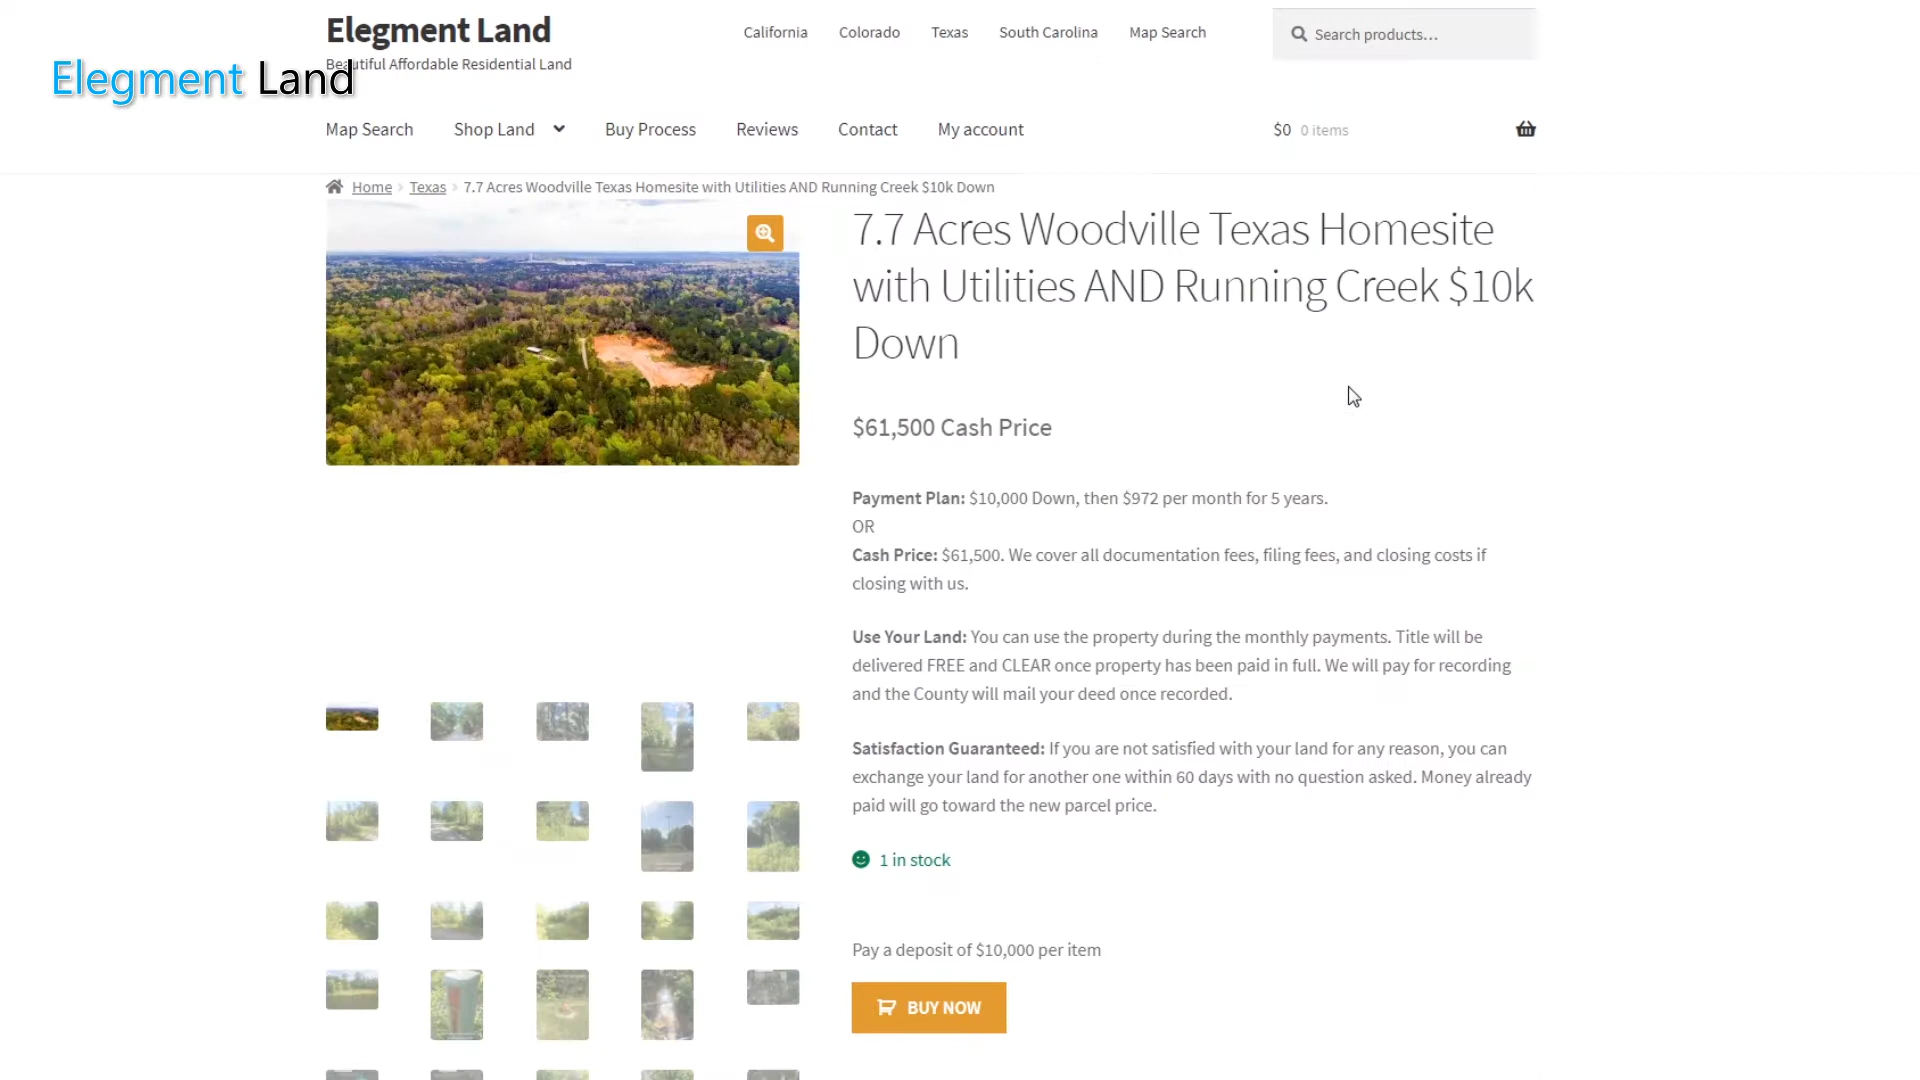 Elegment Land
Beautiful Affordable Residential Land
Elegment Land
California
Colorado
Texas
South Carolina
Map Search
Search products…
Map Search
Shop Land
Buy Process
Reviews
Contact
My account
$0 0 items
Home > Texas > 7.7 Acres Woodville Texas Homesite with Utilities AND Running Creek $10k Down
7.7 Acres Woodville Texas Homesite
with Utilities AND Running Creek $10k
Down
$61,500 Cash Price
Payment Plan: $10,000 Down, then $972 per month for 5 years.
OR
Cash Price: $61,500. We cover all documentation fees, filing fees, and closing costs if
closing with us.
Use Your Land: You can use the property during the monthly payments. Title will be
delivered FREE and CLEAR once property has been paid in full. We will pay for recording
and the County will mail your deed once recorded.
Satisfaction Guaranteed: If you are not satisfied with your land for any reason, you can
exchange your land for another one within 60 days with no question asked. Money already
paid will go toward the new parcel price.
1 in stock
Pay a deposit of $10,000 per item
BUY NOW